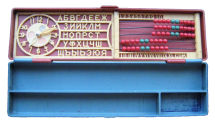 АБВГДЕЁЖ
ЗИЙКЛМ
НОПРСТ
УФХЦЧШ
ЩЪЫЬЭЮЯ